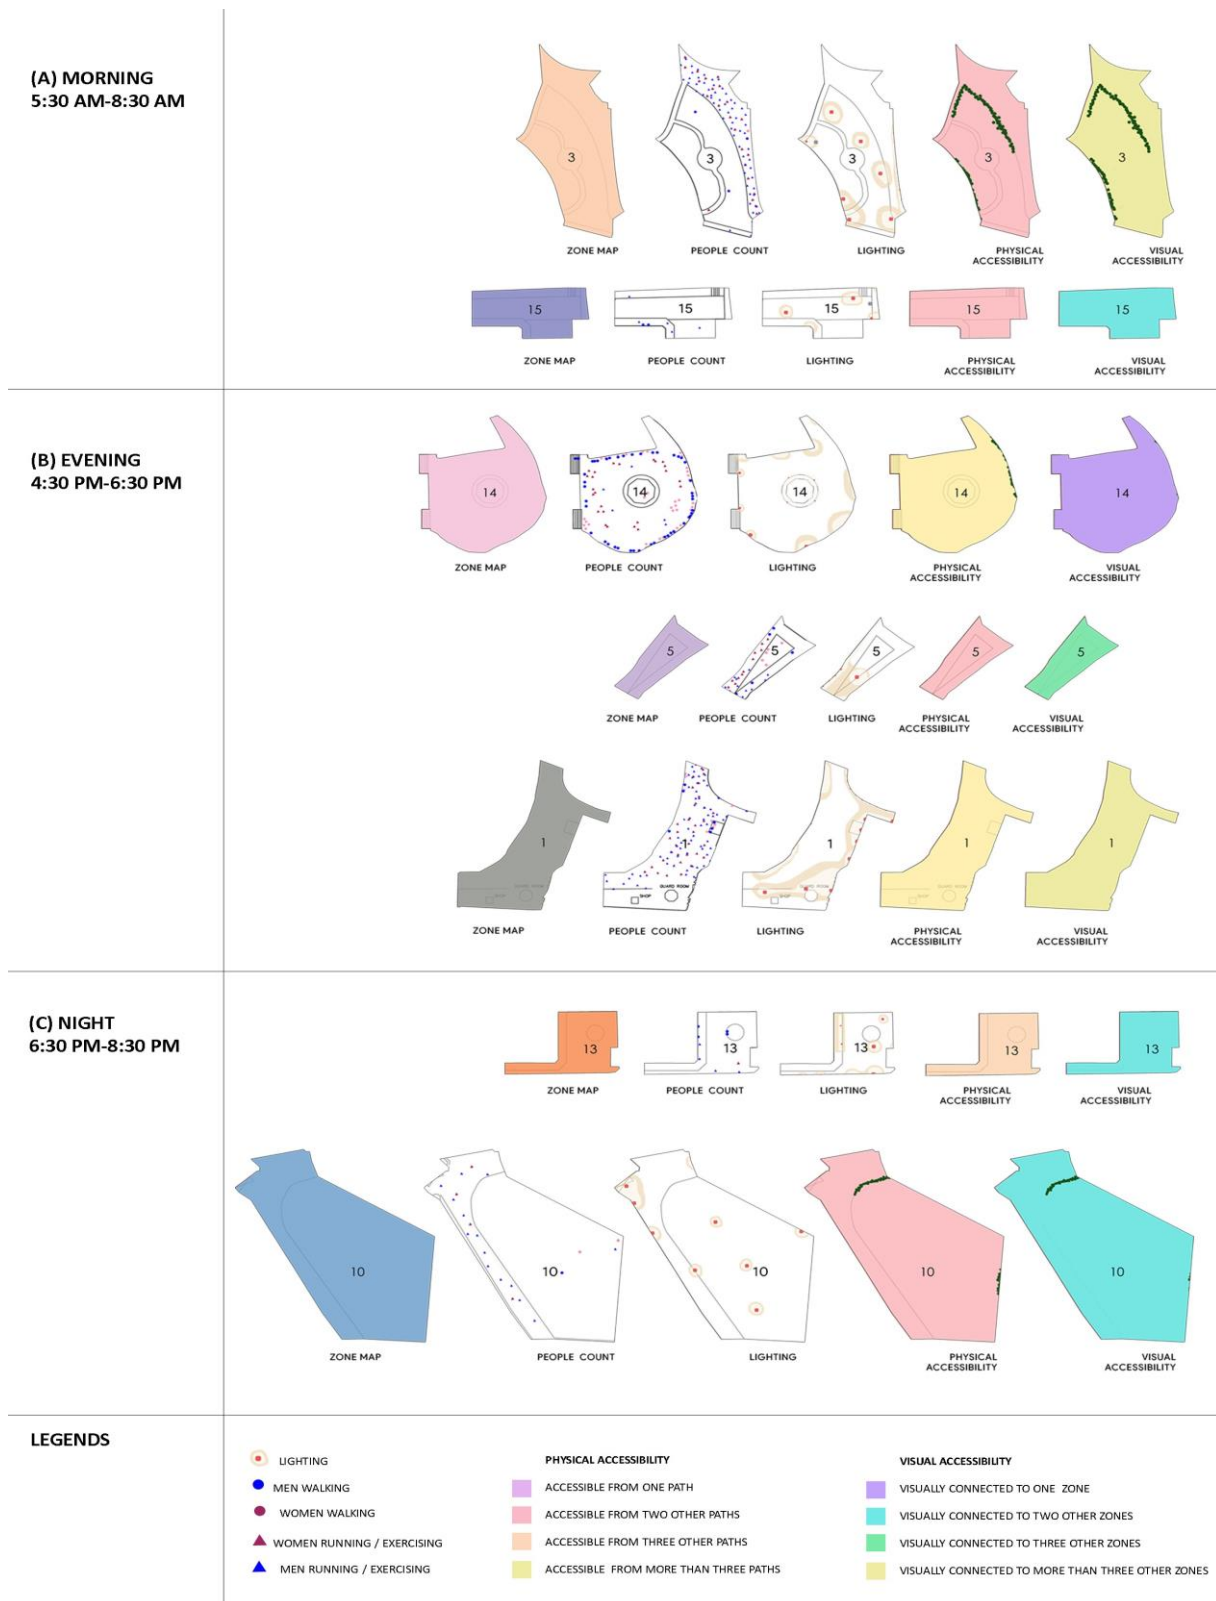 (A) MORNING
5:30 AM-8:30 AM
3
3
3
3
3
ZONE MAP
PEOPLE COUNT
LIGHTING
PHYSICAL
ACCESSIBILITY
VISUAL
ACCESSIBILITY
15
15
15
15
15
ZONE MAP
PEOPLE COUNT
LIGHTING
PHYSICAL
ACCESSIBILITY
VISUAL
ACCESSIBILITY
(B) EVENING
4:30 PM-6:30 PM
14
14
14
14
14
ZONE MAP
PEOPLE COUNT
LIGHTING
PHYSICAL
ACCESSIBILITY
VISUAL
ACCESSIBILITY
5
5
5
5
5
ZONE MAP
PEOPLE COUNT
LIGHTING
PHYSICAL
ACCESSIBILITY
VISUAL
ACCESSIBILITY
1
1
1
1
1
GUARD ROOM
SHOP
GUARD ROOM
SHOP
GUARD ROOM
SHOP
GUARD ROOM
SHOP
ZONE MAP
PEOPLE COUNT
LIGHTING
PHYSICAL
ACCESSIBILITY
VISUAL
ACCESSIBILITY
(C) NIGHT
6:30 PM-8:30 PM
13
13
13
13
13
ZONE MAP
PEOPLE COUNT
LIGHTING
PHYSICAL
ACCESSIBILITY
VISUAL
ACCESSIBILITY
10
10
10
10
10
ZONE MAP
PEOPLE COUNT
LIGHTING
PHYSICAL
ACCESSIBILITY
VISUAL
ACCESSIBILITY
LEGENDS
LIGHTING
MEN WALKING
WOMEN WALKING
WOMEN RUNNING / EXERCISING
MEN RUNNING / EXERCISING
PHYSICAL ACCESSIBILITY
ACCESSIBLE FROM ONE PATH
ACCESSIBLE FROM TWO OTHER PATHS
ACCESSIBLE FROM THREE OTHER PATHS
ACCESSIBLE FROM MORE THAN THREE PATHS
VISUAL ACCESSIBILITY
VISUALLY CONNECTED TO ONE ZONE
VISUALLY CONNECTED TO TWO OTHER ZONES
VISUALLY CONNECTED TO THREE OTHER ZONES
VISUALLY CONNECTED TO MORE THAN THREE OTHER ZONES